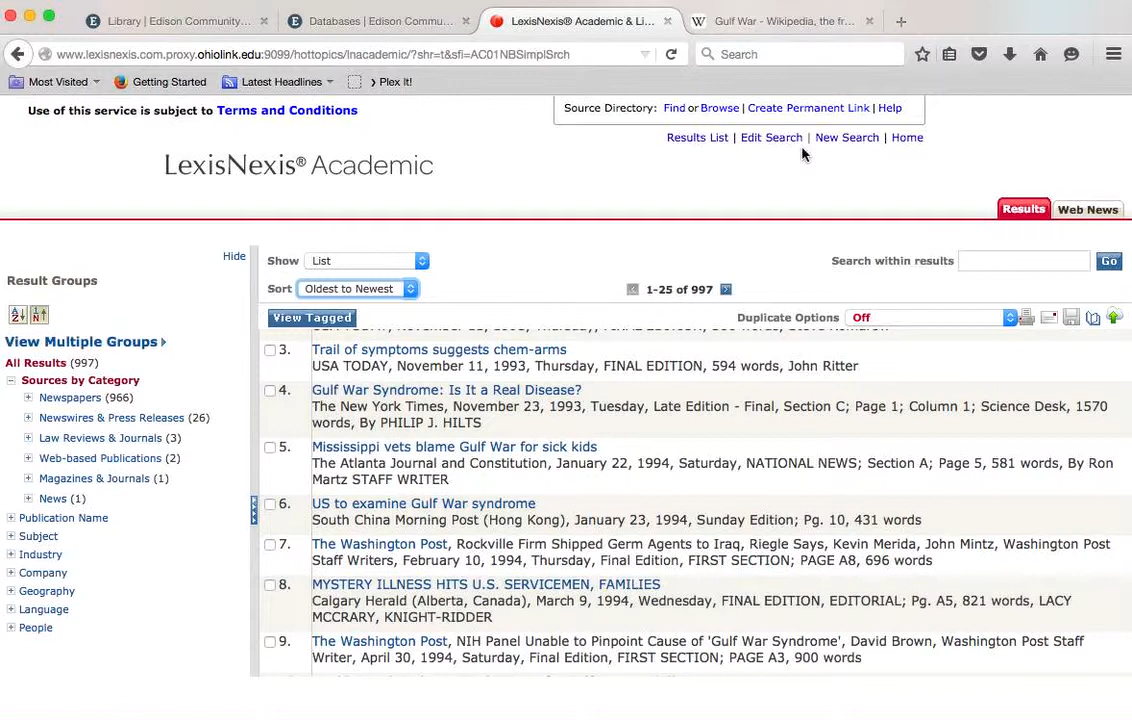 Library | Edison Community... ×
Databases | Edison Commu... ×
LexisNexis® Academic & Li... ×
W Gulf War - Wikipedia, the fr... ×
www.lexisnexis.com.proxy.ohiolink.edu:9099/hottopics/lnacademic/?shr=t&sfi=AC01NBSimplSrch
Search
Most Visited
Getting Started
Latest Headlines
Plex It!
Use of this service is subject to Terms and Conditions
Source Directory: Find or Browse | Create Permanent Link | Help
Results List | Edit Search | New Search | Home
LexisNexis® Academic
Results
Web News
Hide
Result Groups
View Multiple Groups
All Results (997)
Sources by Category
Newspapers (966)
Newswires & Press Releases (26)
Law Reviews & Journals (3)
Web-based Publications (2)
Magazines & Journals (1)
News (1)
Publication Name
Subject
Industry
Company
Geography
Language
People
Show List
Search within results Go
Sort Oldest to Newest
1-25 of 997
View Tagged
Duplicate Options Off
3. Trail of symptoms suggests chem-arms
USA TODAY, November 11, 1993, Thursday, FINAL EDITION, 594 words, John Ritter
4. Gulf War Syndrome: Is It a Real Disease?
The New York Times, November 23, 1993, Tuesday, Late Edition - Final, Section C; Page 1; Column 1; Science Desk, 1570
words, By PHILIP J. HILTS
5. Mississippi vets blame Gulf War for sick kids
The Atlanta Journal and Constitution, January 22, 1994, Saturday, NATIONAL NEWS; Section A; Page 5, 581 words, By Ron
Martz STAFF WRITER
6. US to examine Gulf War syndrome
South China Morning Post (Hong Kong), January 23, 1994, Sunday Edition; Pg. 10, 431 words
7. The Washington Post, Rockville Firm Shipped Germ Agents to Iraq, Riegle Says, Kevin Merida, John Mintz, Washington Post
Staff Writers, February 10, 1994, Thursday, Final Edition, FIRST SECTION; PAGE A8, 696 words
8. MYSTERY ILLNESS HITS U.S. SERVICEMEN, FAMILIES
Calgary Herald (Alberta, Canada), March 9, 1994, Wednesday, FINAL EDITION, EDITORIAL; Pg. A5, 821 words, LACY
MCCRARY, KNIGHT-RIDDER
9. The Washington Post, NIH Panel Unable to Pinpoint Cause of 'Gulf War Syndrome', David Brown, Washington Post Staff
Writer, April 30, 1994, Saturday, Final Edition, FIRST SECTION; PAGE A3, 900 words